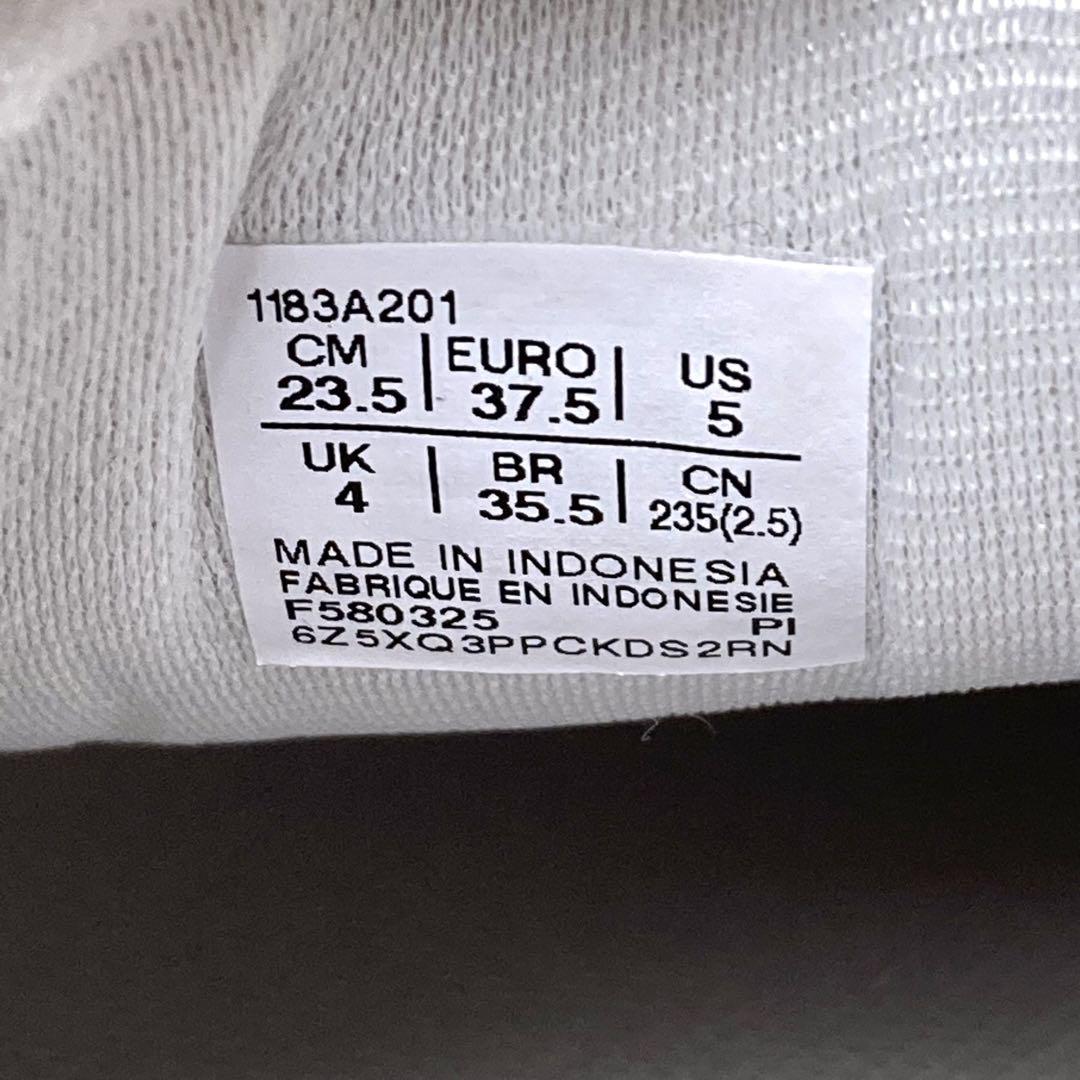 1183A201
CM | EURO | US
23.5 | 37.5 | 5
UK | BR | CN
4 | 35.5 | 235(2.5)
MADE IN INDONESIA
FABRIQUE EN INDONESIE
F580325 PI
6Z5XQ3PPCKDS2RN